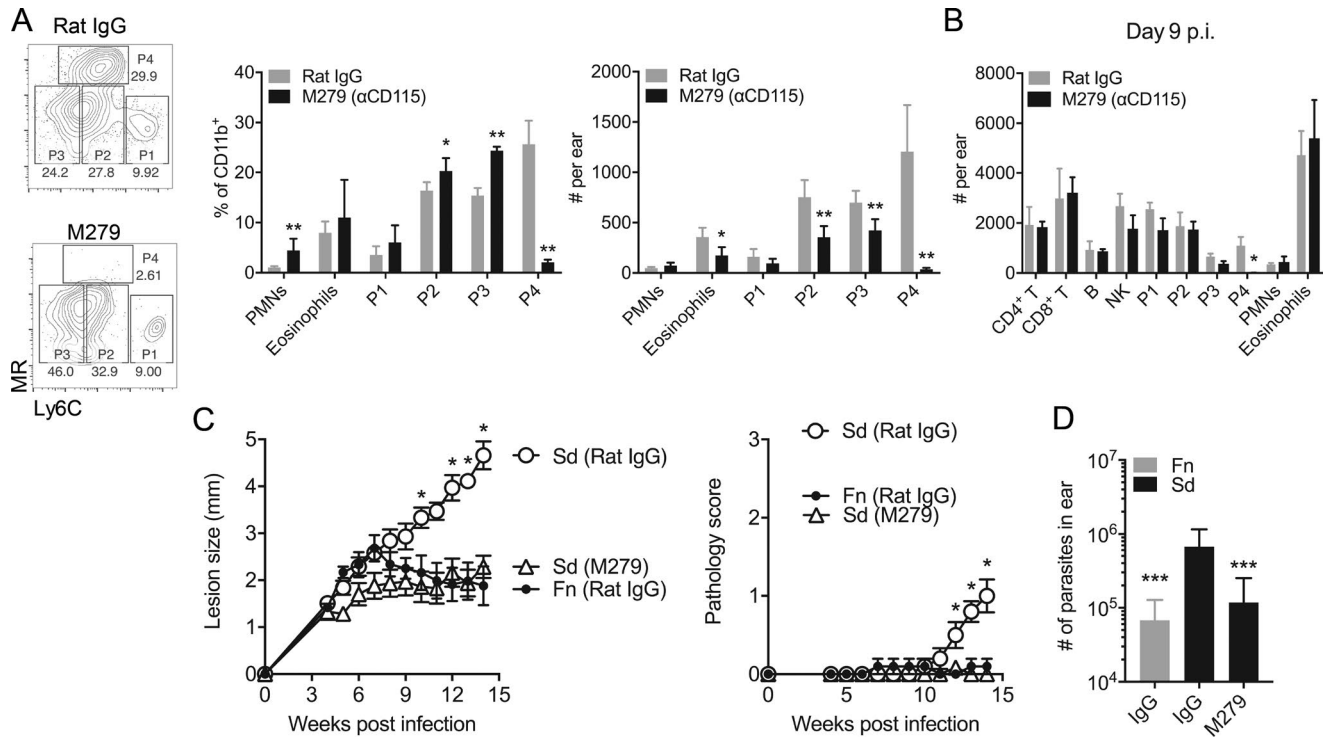 A
Rat IgG
P4
29.9
P3 P2 P1
24.2 27.8 9.92
M279
P4
2.61
P3 P2 P1
46.0 32.9 9.00
MR
Ly6C
Rat IgG
M279 (αCD115)
% of CD11b⁺
40
30
20
10
0
* ** ** **
PMNs Eosinophils P1 P2 P3 P4
Rat IgG
M279 (αCD115)
# per ear
2000
1500
1000
500
0
* ** ** **
PMNs Eosinophils P1 P2 P3 P4
B
Day 9 p.i.
Rat IgG
M279 (αCD115)
# per ear
8000
6000
4000
2000
0
*
CD4⁺ T CD8⁺ T B NK P1 P2 P3 P4 PMNs Eosinophils
C
Lesion size (mm)
5
4
3
2
1
0
* * * *
Sd (Rat IgG)
Sd (M279)
Fn (Rat IgG)
0 3 6 9 12 15
Weeks post infection
Pathology score
3
2
1
0
* * *
Sd (Rat IgG)
Fn (Rat IgG)
Sd (M279)
0 5 10 15
Weeks post infection
D
Fn
Sd
# of parasites in ear
10⁷
10⁶
10⁵
10⁴
*** ***
IgG IgG M279